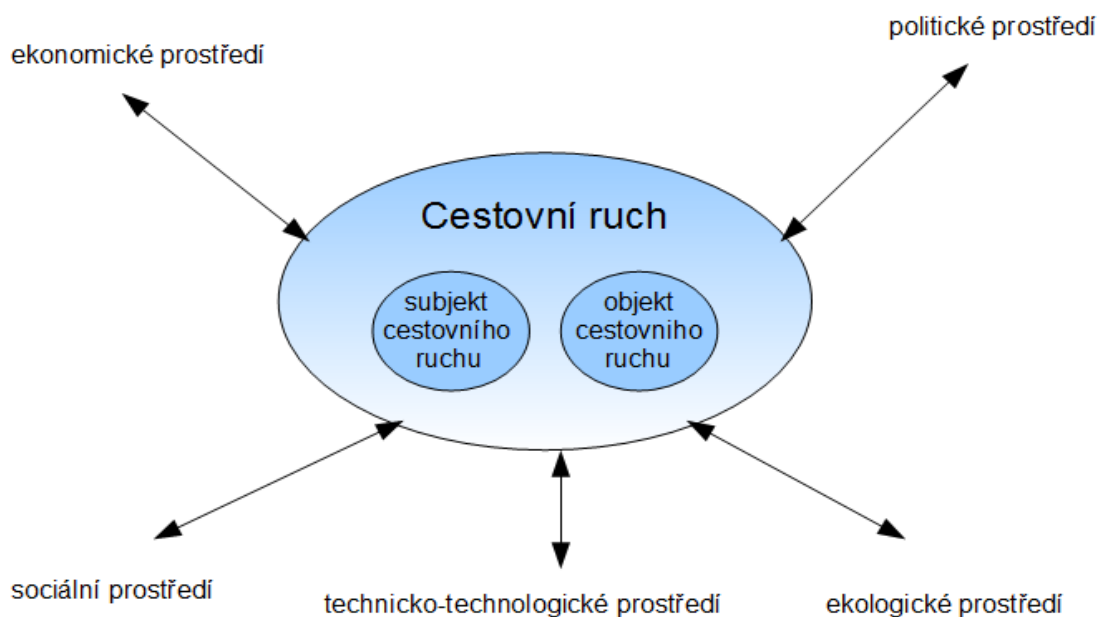 politické prostředí
ekonomické prostředí
Cestovní ruch
subjekt
cestovního
ruchu
objekt
cestovniho
ruchu
sociální prostředí
technicko-technologické prostředí
ekologické prostředí